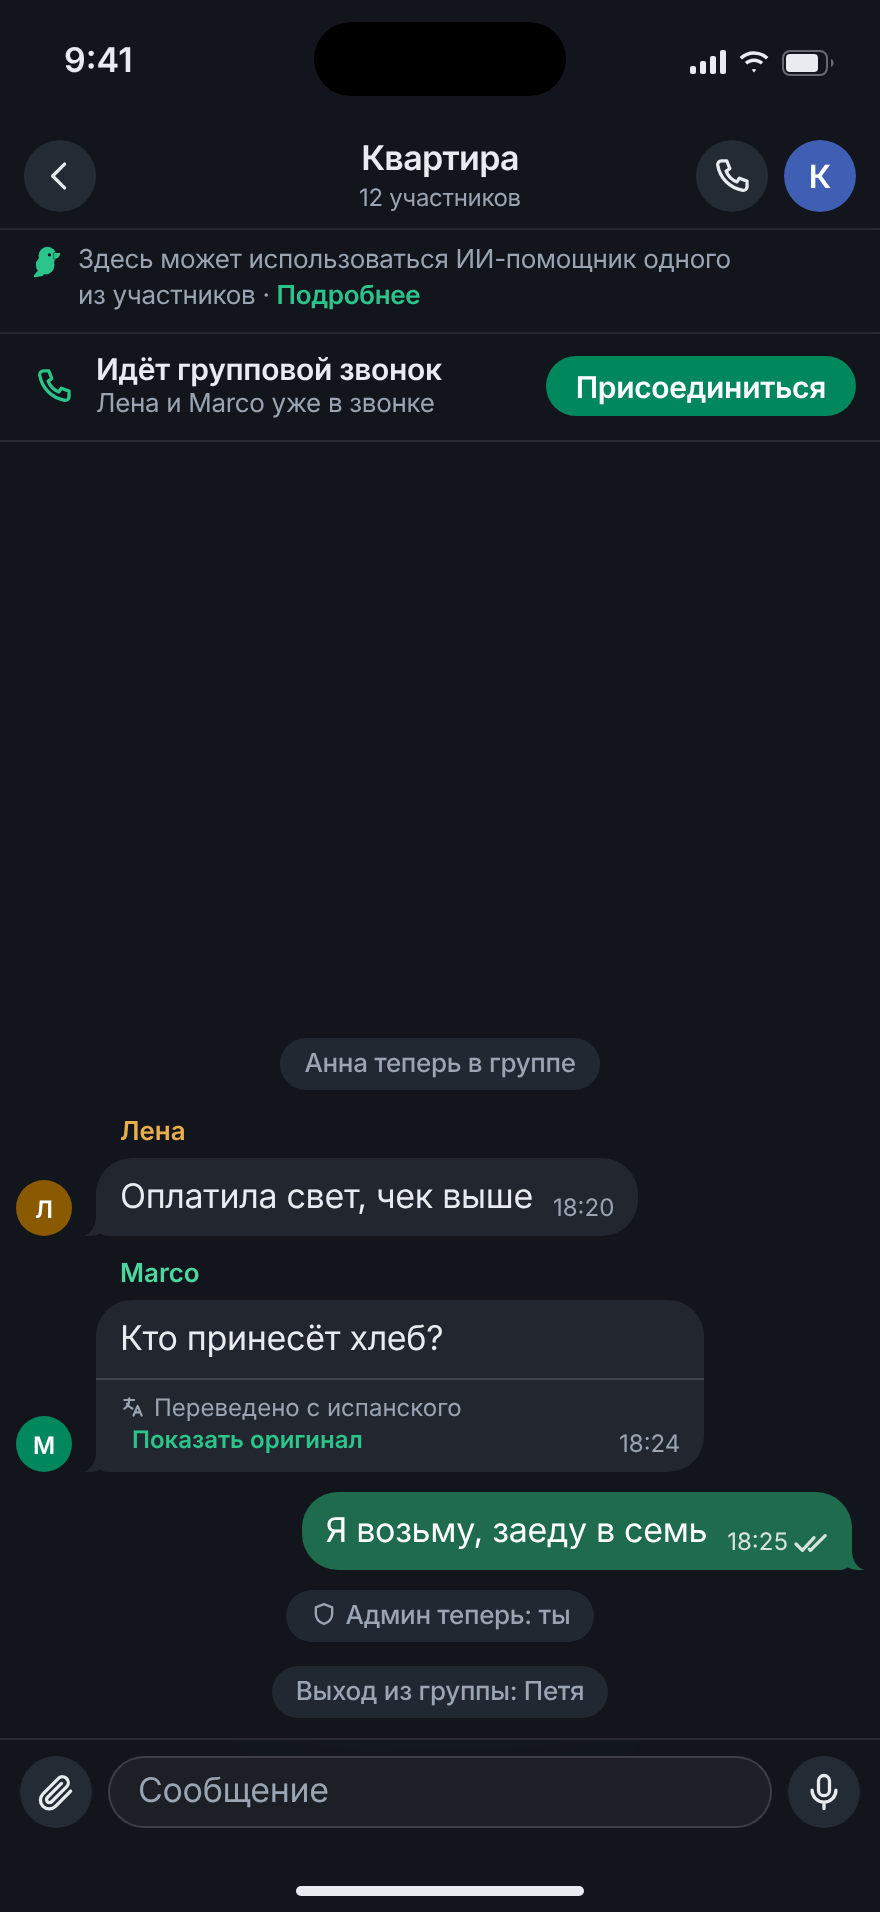 9:41
Квартира
12 участников
К
Здесь может использоваться ИИ-помощник одного
из участников · Подробнее
Идёт групповой звонок
Лена и Marco уже в звонке
Присоединиться
Анна теперь в группе
Лена
Л
Оплатила свет, чек выше 18:20
Marco
Кто принесёт хлеб?
Переведено с испанского
М
Показать оригинал 18:24
Я возьму, заеду в семь 18:25
Админ теперь: ты
Выход из группы: Петя
Сообщение